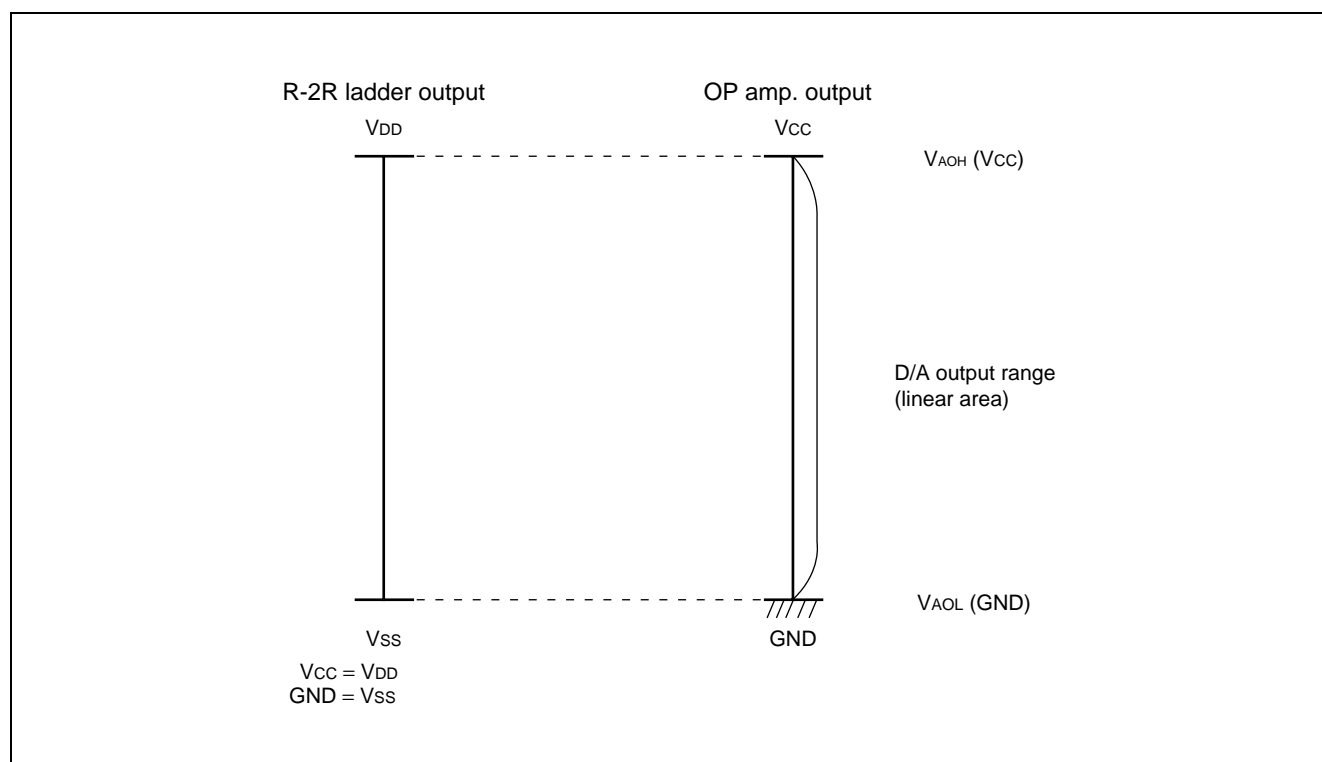 R-2R ladder output
OP amp. output
VDD
VCC
VAOH (VCC)
D/A output range
(linear area)
VAOL (GND)
VSS
GND
VCC = VDD
GND = VSS